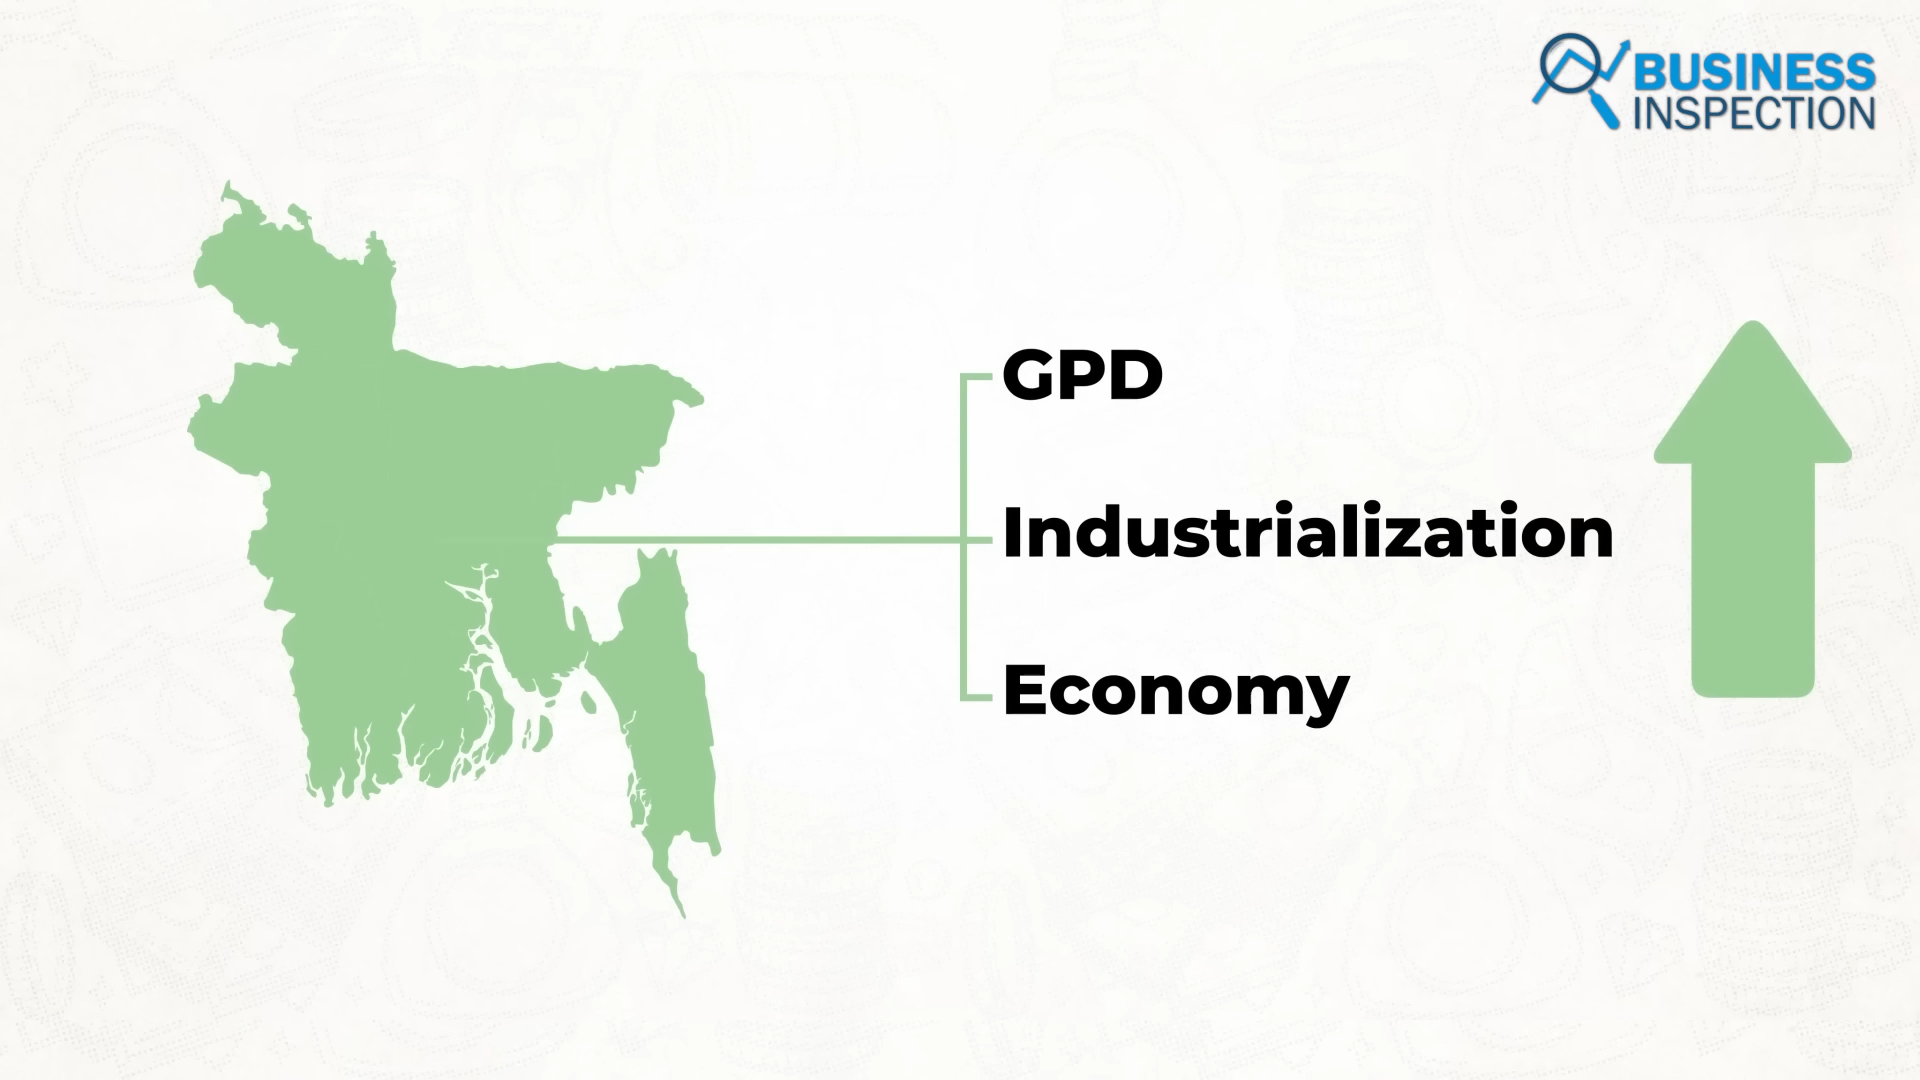 BUSINESS
INSPECTION
GPD
Industrialization
Economy